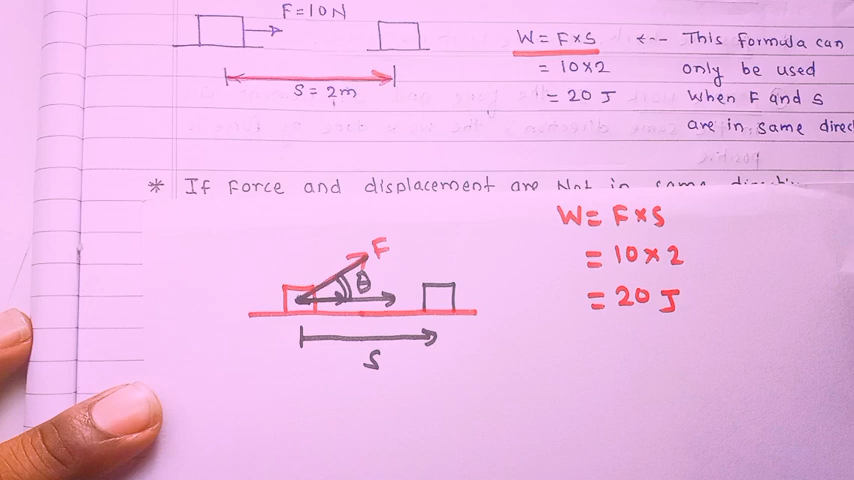 F=10N
S=2m
W = F×S ←-- This formula can
= 10×2 only be used
= 20 J When F and S
are in same direc
* If Force and displacement are Not in same
W= F×S
= 10×2
= 20 J
F
θ
S